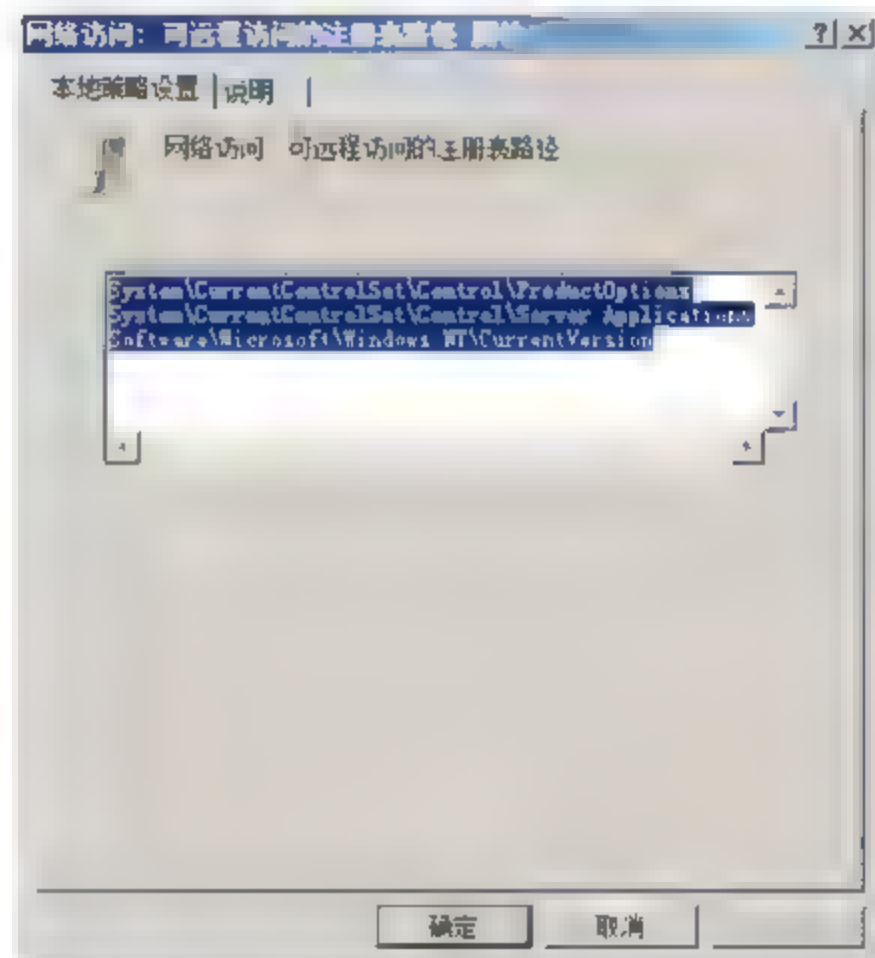 网络访问: 可远程访问的注册表路径 属性
本地策略设置 说明
网络访问 可远程访问的注册表路径
System\CurrentControlSet\Control\ProductOptions
System\CurrentControlSet\Control\Server Applications
Software\Microsoft\Windows NT\CurrentVersion
确定 取消